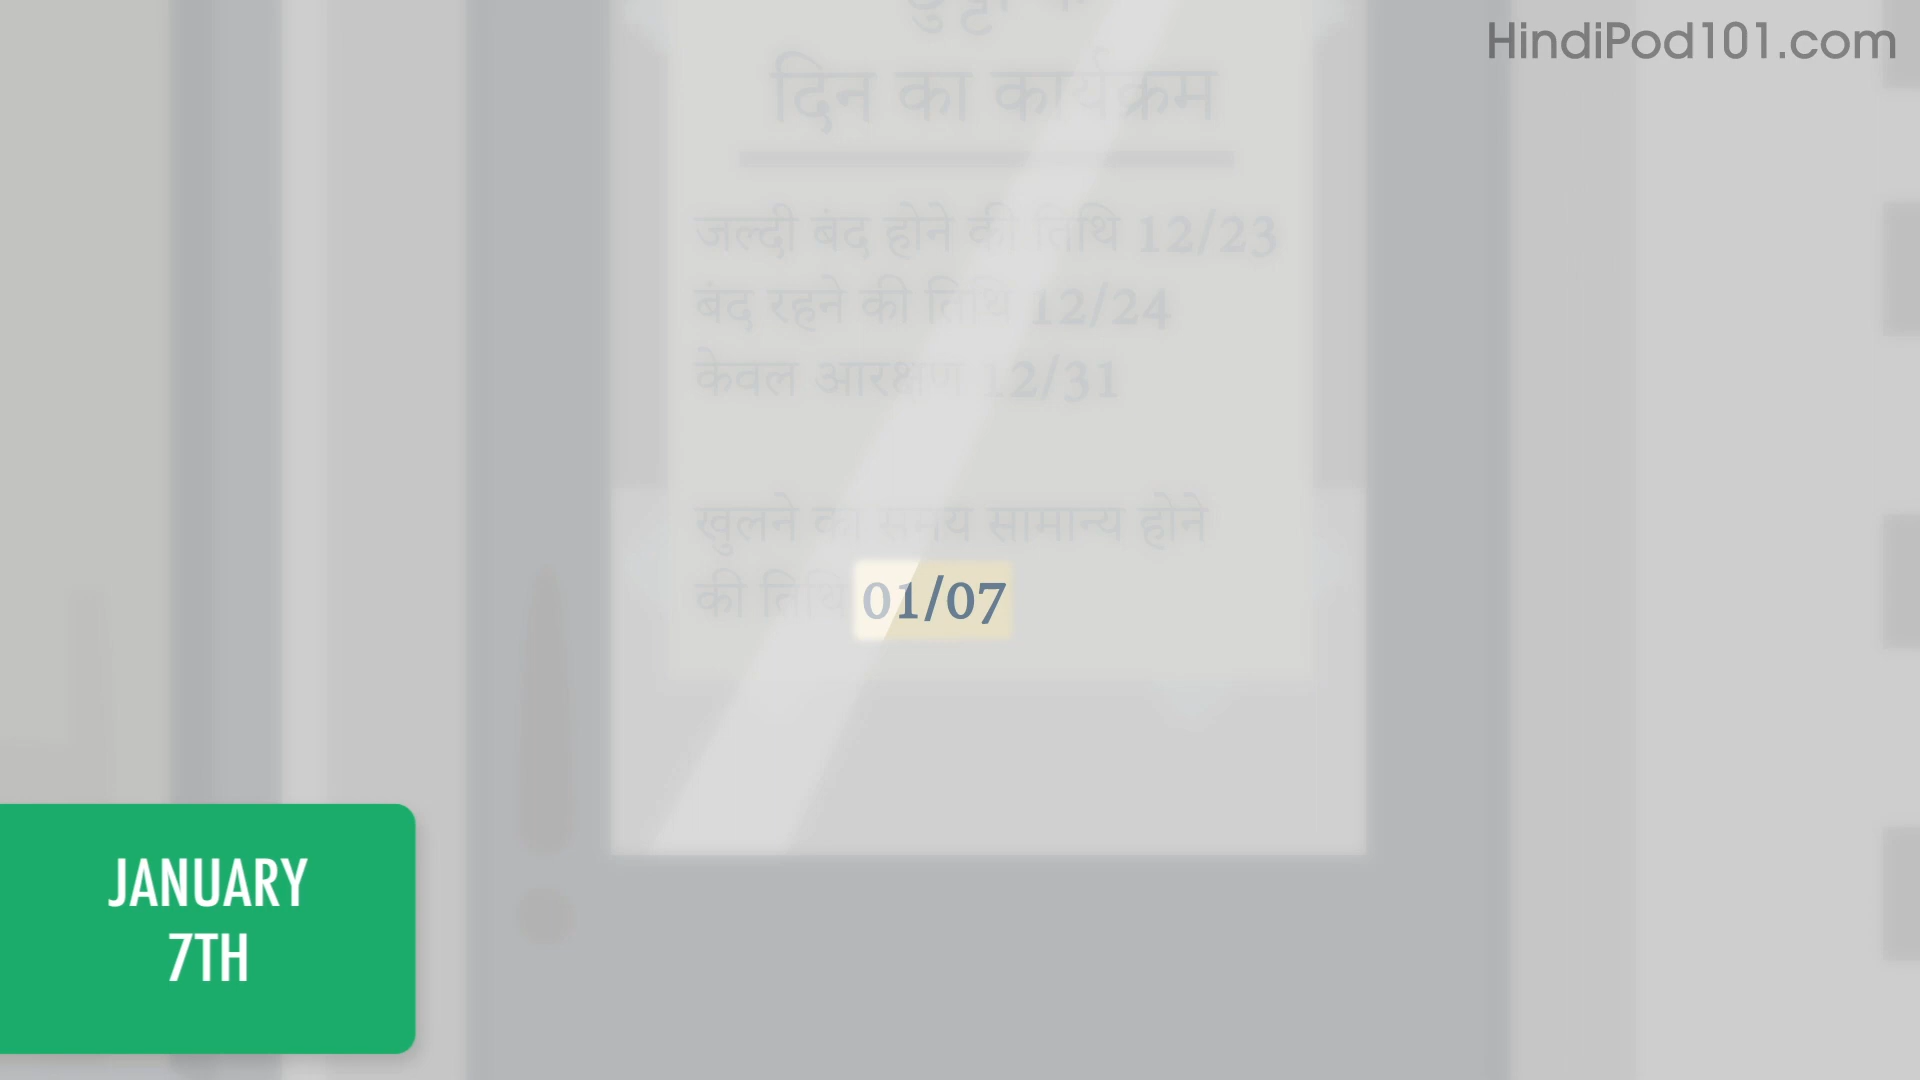 HindiPod101.com
दिन का कार्यक्रम
जल्दी बंद होने की तिथि 12/23
बंद रहने की तिथि 12/24
केवल आरक्षण 12/31
खुलने का समय सामान्य होने
की तिथि 01/07
JANUARY
7TH